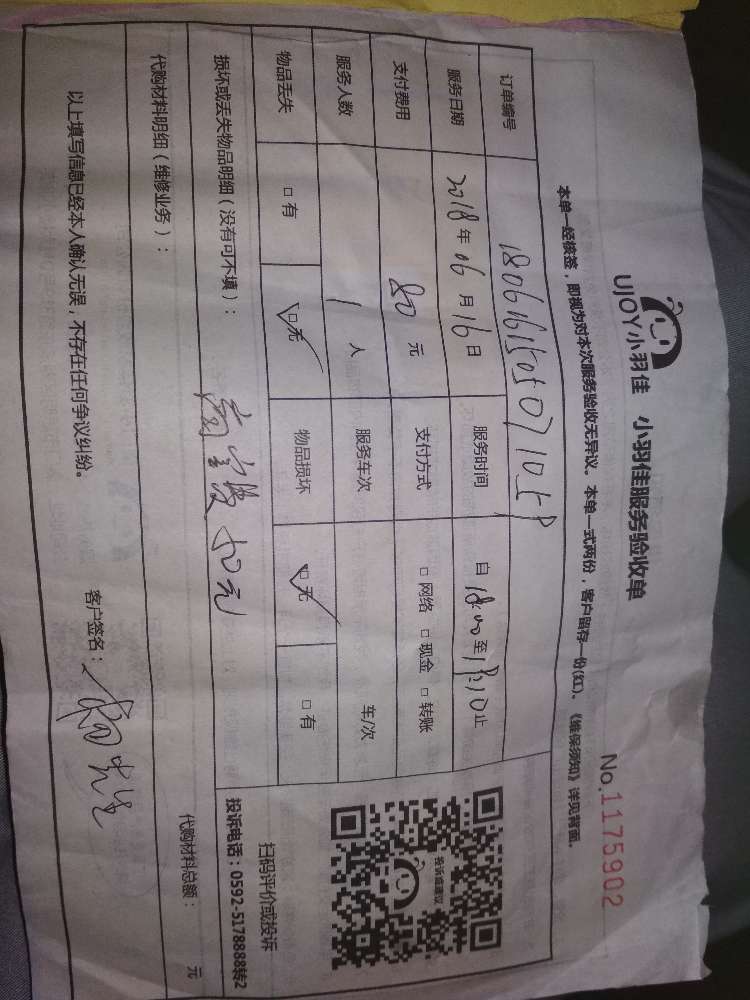 UJOY小羽佳 小羽佳服务验收单
No.1175902
本单一经核签，即视为对本次服务验收无异议。本单一式两份，客户留存一份(红)、《维保须知》详见背面。
订单编号
服务日期 2018年06月16日 服务时间 自18:00至18:10止
支付费用 80元 支付方式 □网络 □现金 □转账
服务人数 1人 服务车次 车/次
物品丢失 □有 ☑无 物品损坏 ☑无 □有
投诉或建议
扫码评价或投诉
投诉电话：0592-5178888转2
损坏或丢失物品明细（没有可不填）：
代购材料明细（维修业务）： 代购材料总额： 元
以上填写信息已经本人确认无误，不存在任何争议纠纷。 客户签名：